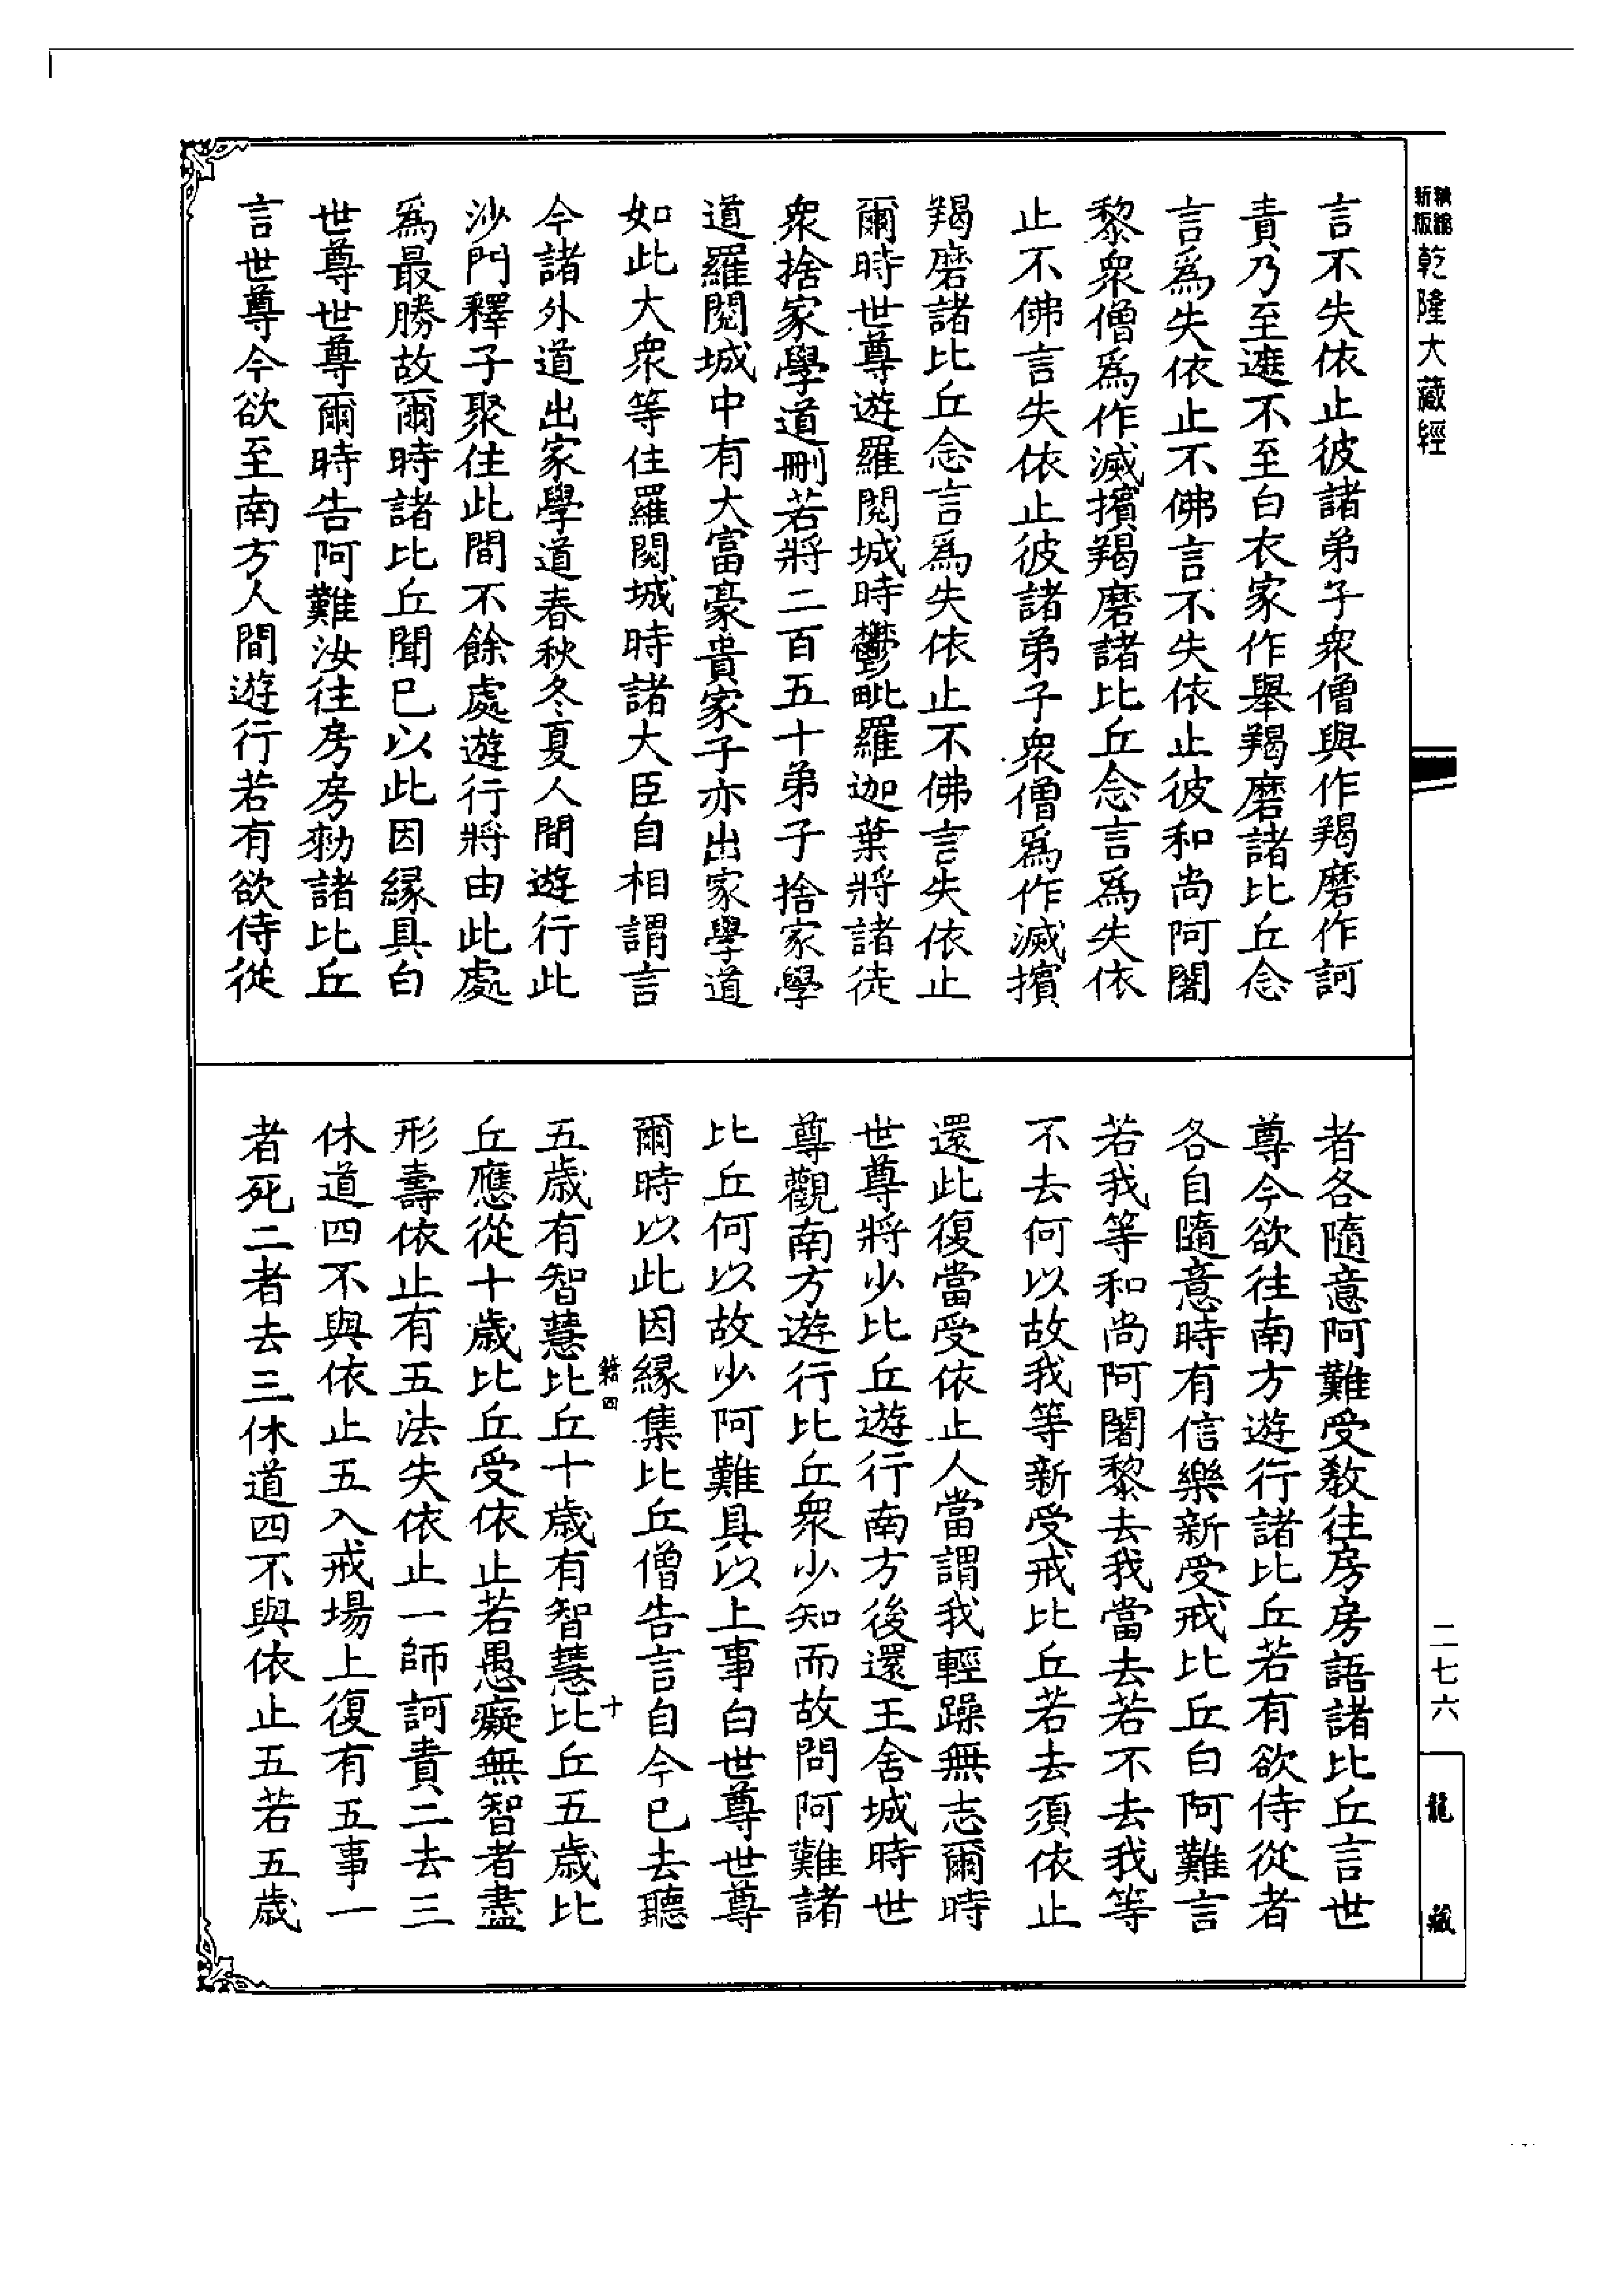 新版
精編
乾隆大藏經
言不失依止彼諸弟子衆僧與作羯磨作訶
責乃至遮不至白衣家作舉羯磨諸比丘念
言爲失依止不佛言不失依止彼和尚阿闍
黎衆僧爲作滅擯羯磨諸比丘念言爲失依
止不佛言失依止彼諸弟子衆僧爲作滅擯
羯磨諸比丘念言爲失依止不佛言失依止
爾時世尊遊羅閱城時鬱毗羅迦葉將諸徒
衆捨家學道刪若將二百五十弟子捨家學
道羅閱城中有大富豪貴家子亦出家學道
如此大衆等住羅閱城時諸大臣自相謂言
今諸外道出家學道春秋冬夏人間遊行此
沙門釋子聚住此間不餘處遊行將由此處
爲最勝故爾時諸比丘聞已以此因緣具白
世尊世尊爾時告阿難汝往房房勑諸比丘
言世尊今欲至南方人間遊行若有欲侍從
者各隨意阿難受教往房房語諸比丘言世
尊今欲往南方遊行諸比丘若有欲侍從者
各自隨意時有信樂新受戒比丘白阿難言
若我等和尚阿闍黎去我當去若不去我等
不去何以故我等新受戒比丘若去須依止
還此復當受依止人當謂我輕躁無志爾時
世尊將少比丘遊行南方後還王舍城時世
尊觀南方遊行比丘衆少知而故問阿難諸
比丘何以故少阿難具以上事白世尊世尊
爾時以此因緣集比丘僧告言自今已去聽
籍四
十
五歲有智慧比丘十歲有智慧比丘五歲比
丘應從十歲比丘受依止若愚癡無智者盡
形壽依止有五法失依止一師訶責二去三
休道四不與依止五入戒場上復有五事一
者死二者去三休道四不與依止五若五歲
二七六
龍藏